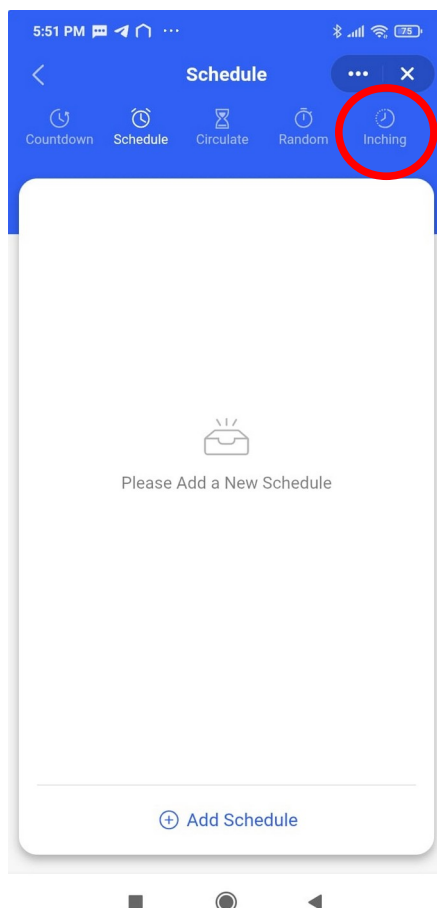 5:51 PM 75
Schedule
Countdown Schedule Circulate Random Inching
Please Add a New Schedule
Add Schedule